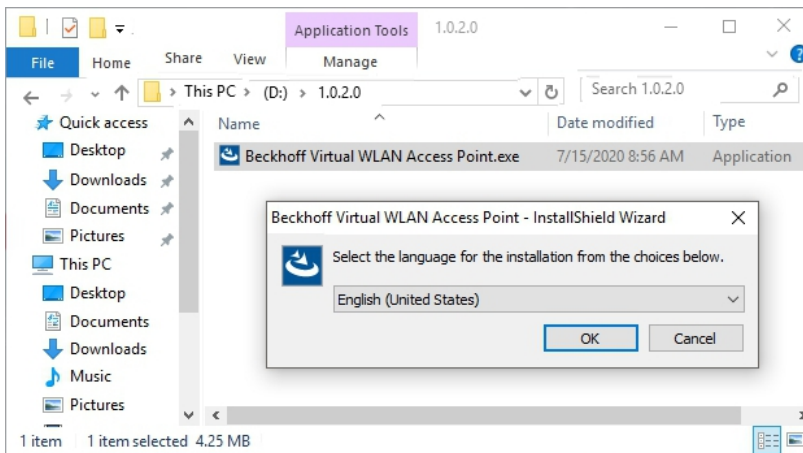 Application Tools
1.0.2.0
File
Home
Share
View
Manage
This PC > (D:) > 1.0.2.0
Search 1.0.2.0
Quick access
Desktop
Downloads
Documents
Pictures
This PC
Desktop
Documents
Downloads
Music
Pictures
Name
Date modified
Type
Beckhoff Virtual WLAN Access Point.exe
7/15/2020 8:56 AM
Application
Beckhoff Virtual WLAN Access Point - InstallShield Wizard
Select the language for the installation from the choices below.
English (United States)
OK
Cancel
1 item
1 item selected 4.25 MB